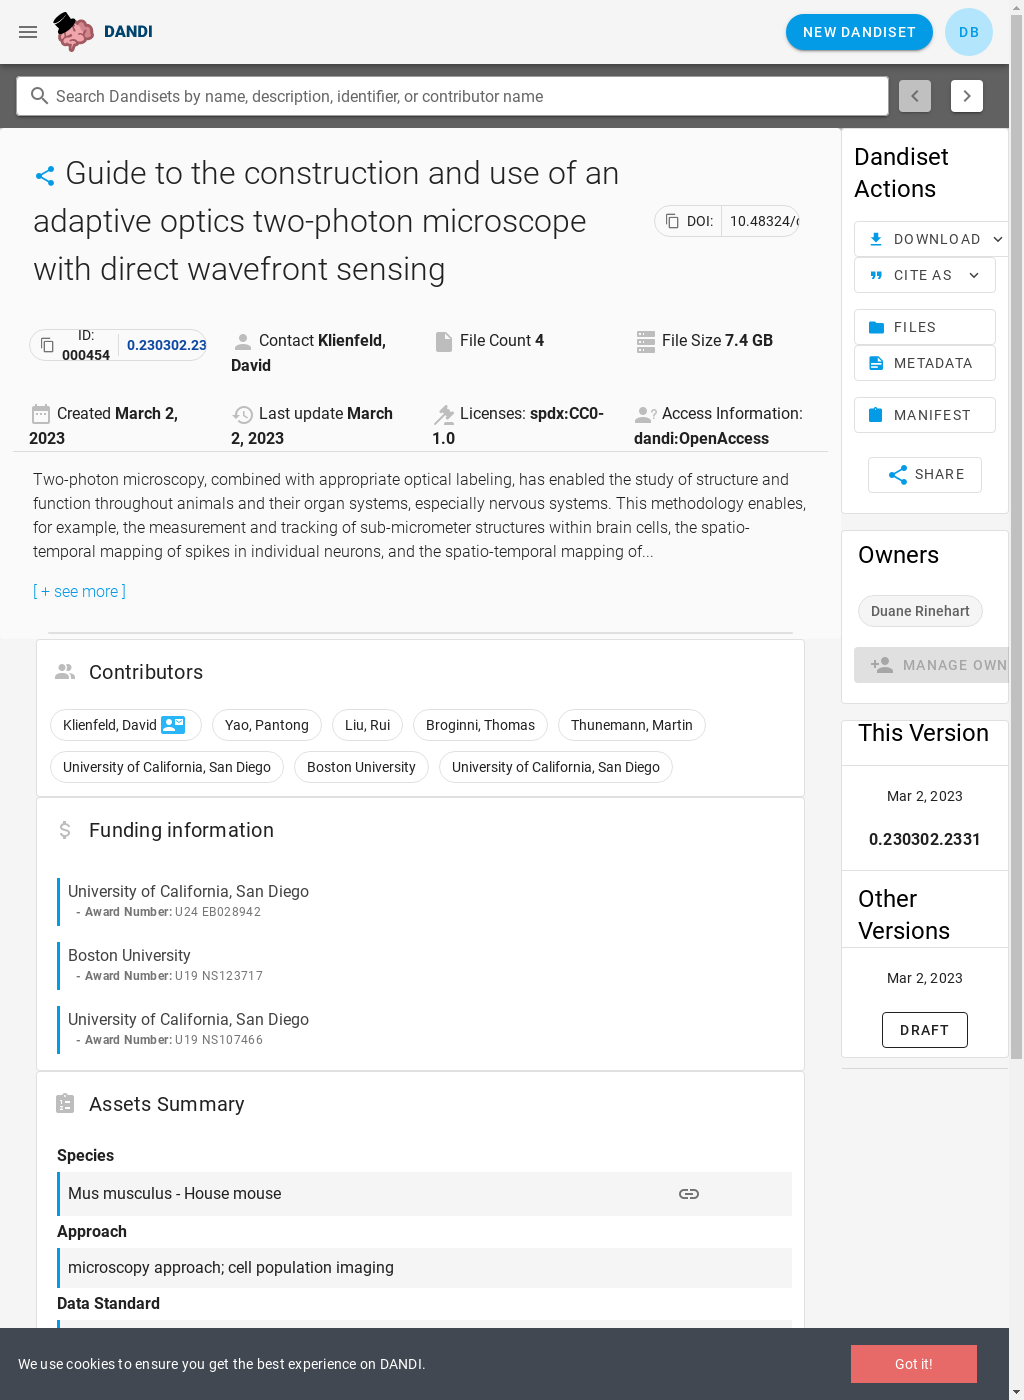 DANDI
NEW DANDISET
DB
Search Dandisets by name, description, identifier, or contributor name
Guide to the construction and use of an
adaptive optics two-photon microscope
with direct wavefront sensing
DOI:
10.48324/
ID:
000454
0.230302.23
Contact Klienfeld,
David
File Count 4
File Size 7.4 GB
Created March 2,
2023
Last update March
2, 2023
Licenses: spdx:CC0-
1.0
Access Information:
dandi:OpenAccess
Two-photon microscopy, combined with appropriate optical labeling, has enabled the study of structure and
function throughout animals and their organ systems, especially nervous systems. This methodology enables,
for example, the measurement and tracking of sub-micrometer structures within brain cells, the spatio-
temporal mapping of spikes in individual neurons, and the spatio-temporal mapping of...
[ + see more ]
Contributors
Klienfeld, David
Yao, Pantong
Liu, Rui
Broginni, Thomas
Thunemann, Martin
University of California, San Diego
Boston University
University of California, San Diego
Funding information
University of California, San Diego
- Award Number: U24 EB028942
Boston University
- Award Number: U19 NS123717
University of California, San Diego
- Award Number: U19 NS107466
Assets Summary
Species
Mus musculus - House mouse
Approach
microscopy approach; cell population imaging
Data Standard
Dandiset
Actions
DOWNLOAD
CITE AS
FILES
METADATA
MANIFEST
SHARE
Owners
Duane Rinehart
MANAGE OWN
This Version
Mar 2, 2023
0.230302.2331
Other
Versions
Mar 2, 2023
DRAFT
We use cookies to ensure you get the best experience on DANDI.
Got it!